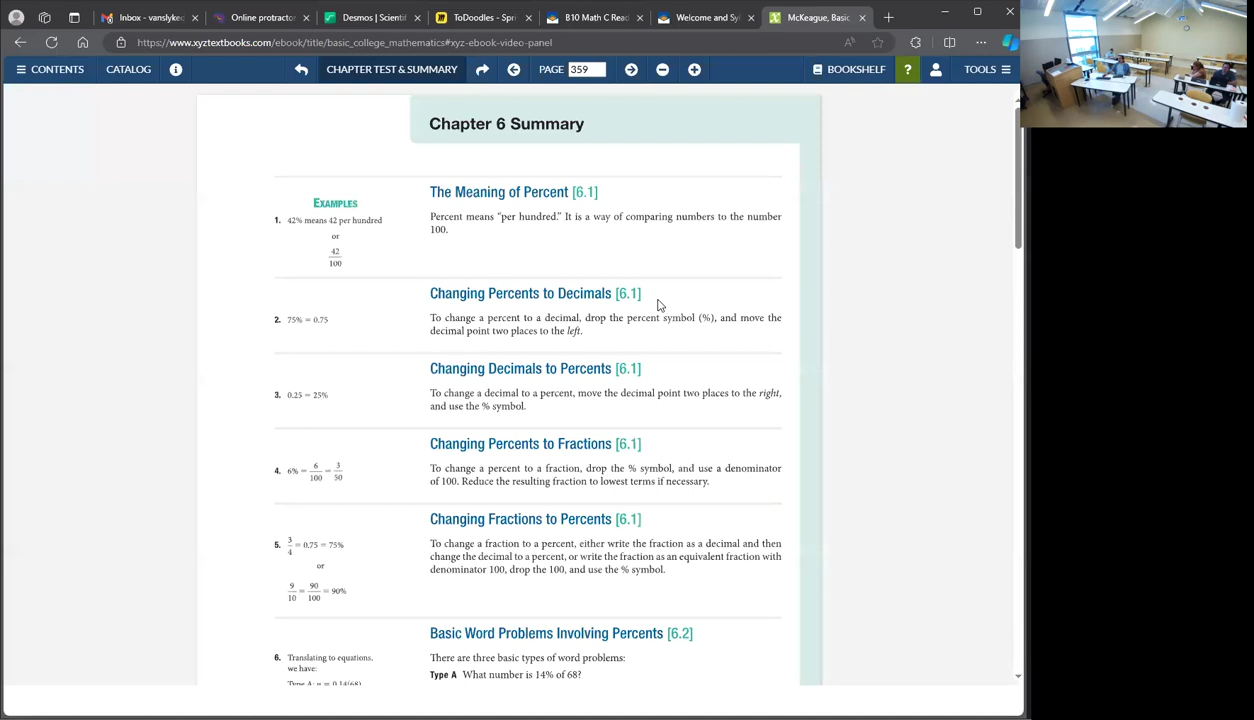 Inbox - vanslyked
Online protractor
Desmos | Scientif
ToDoodles - Spri
B10 Math C Read
Welcome and Syl
McKeague, Basic
https://www.xyztextbooks.com/ebook/title/basic_college_mathematics#xyz-ebook-video-panel
CONTENTS CATALOG CHAPTER TEST & SUMMARY PAGE 359 BOOKSHELF ? TOOLS
Chapter 6 Summary
EXAMPLES
1. 42% means 42 per hundred
or
42
100
The Meaning of Percent [6.1]
Percent means “per hundred.” It is a way of comparing numbers to the number
100.
2. 75% = 0.75
Changing Percents to Decimals [6.1]
To change a percent to a decimal, drop the percent symbol (%), and move the
decimal point two places to the left.
3. 0.25 = 25%
Changing Decimals to Percents [6.1]
To change a decimal to a percent, move the decimal point two places to the right,
and use the % symbol.
4. 6% = 6/100 = 3/50
Changing Percents to Fractions [6.1]
To change a percent to a fraction, drop the % symbol, and use a denominator
of 100. Reduce the resulting fraction to lowest terms if necessary.
5. 3/4 = 0.75 = 75%
or
9/10 = 90/100 = 90%
Changing Fractions to Percents [6.1]
To change a fraction to a percent, either write the fraction as a decimal and then
change the decimal to a percent, or write the fraction as an equivalent fraction with
denominator 100, drop the 100, and use the % symbol.
6. Translating to equations,
we have:
Type A: n = 0.14(68)
Basic Word Problems Involving Percents [6.2]
There are three basic types of word problems:
Type A What number is 14% of 68?